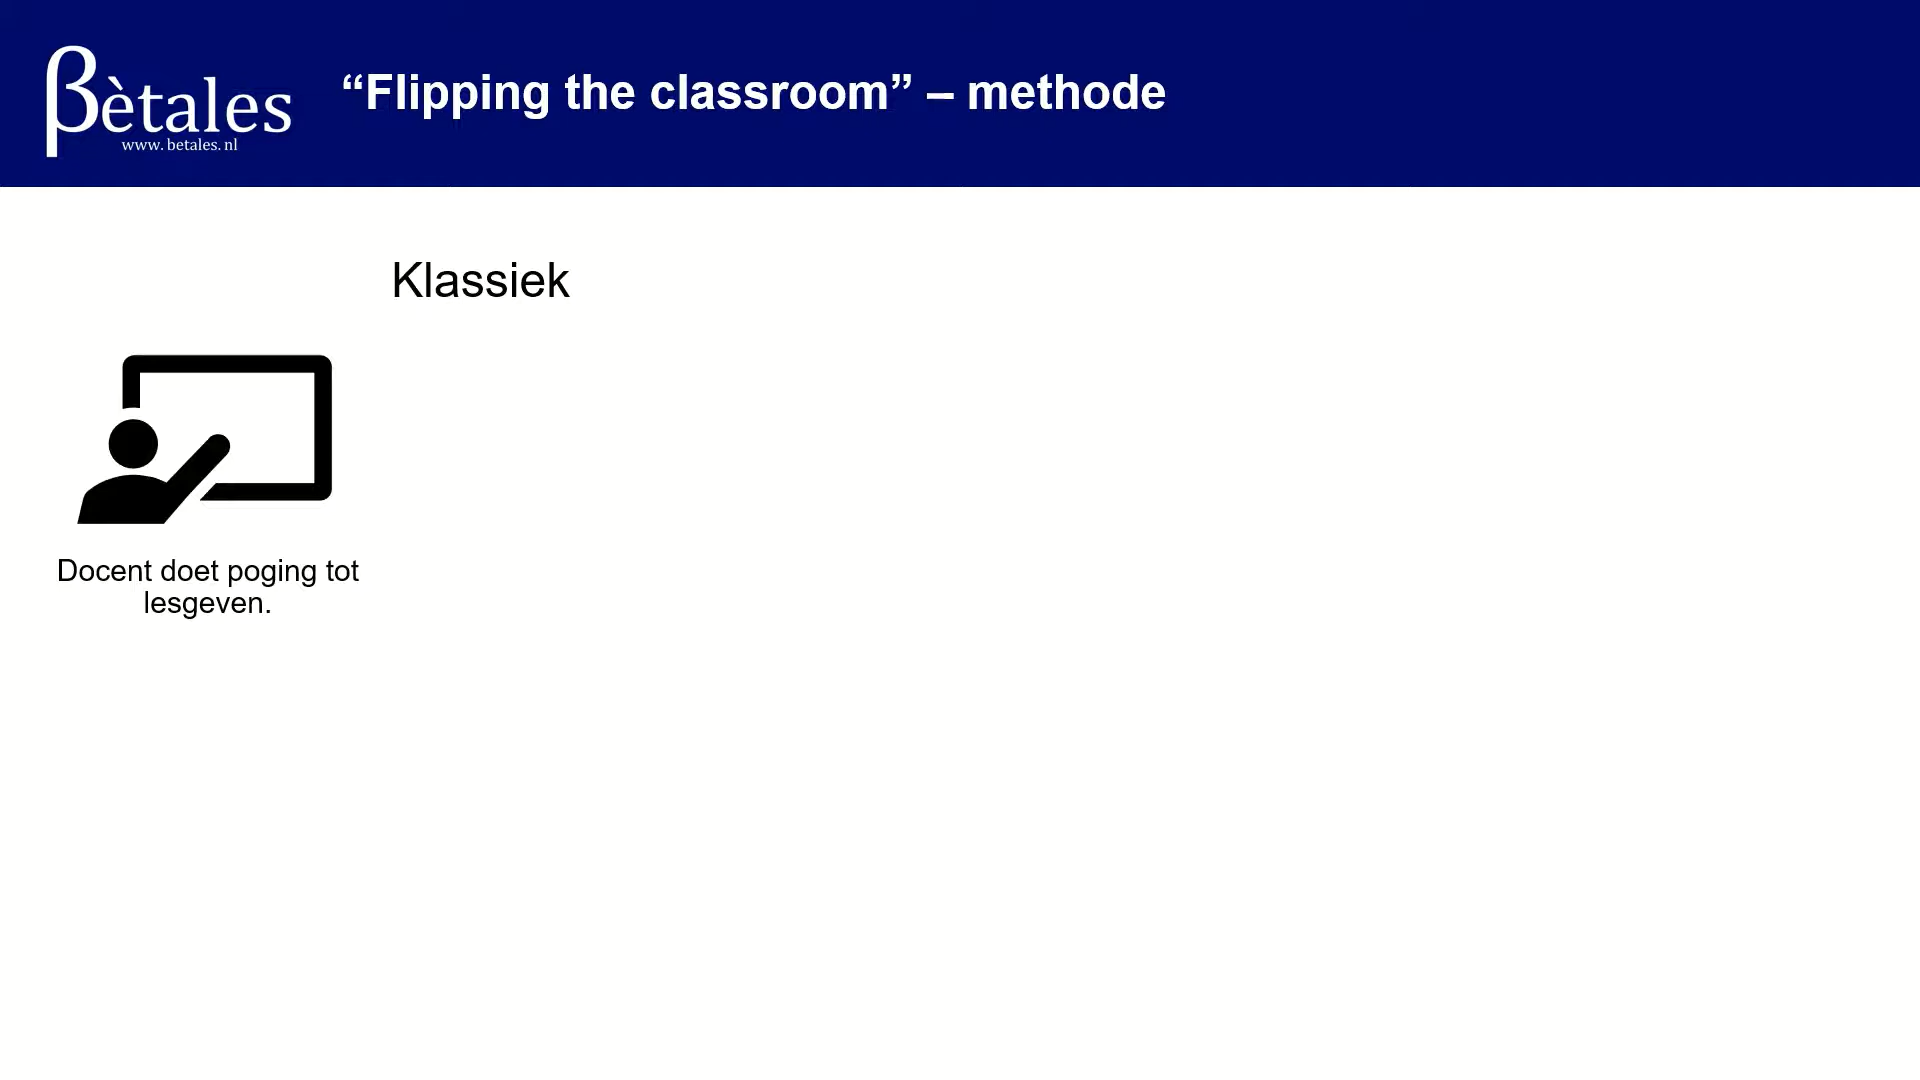 βètales
www.betales.nl
“Flipping the classroom” – methode
Klassiek
Docent doet poging tot
lesgeven.